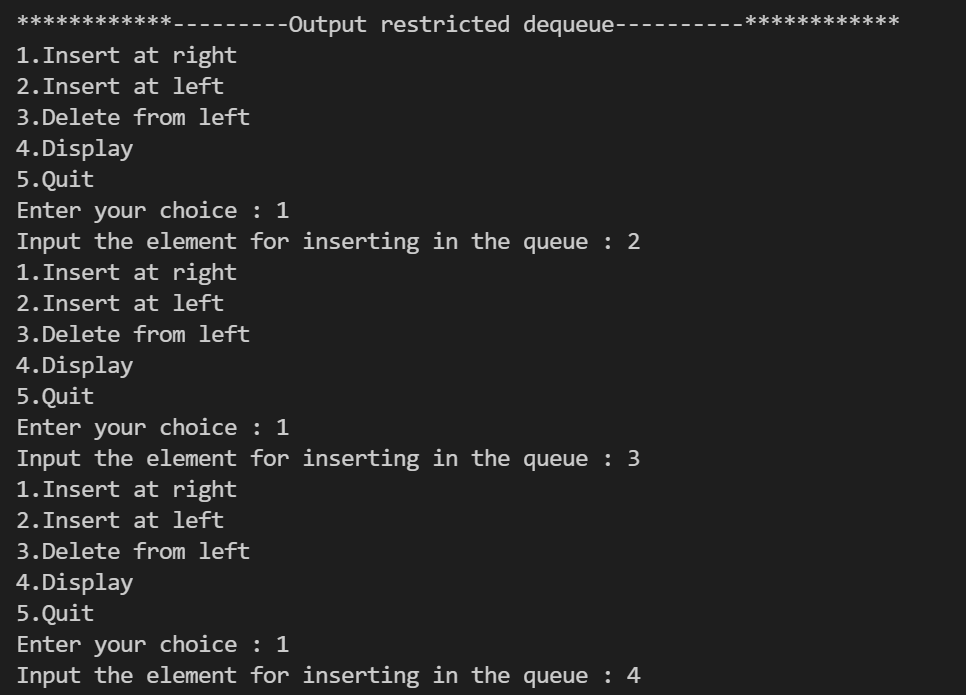 ************---------Output restricted dequeue----------************
1.Insert at right
2.Insert at left
3.Delete from left
4.Display
5.Quit
Enter your choice : 1
Input the element for inserting in the queue : 2
1.Insert at right
2.Insert at left
3.Delete from left
4.Display
5.Quit
Enter your choice : 1
Input the element for inserting in the queue : 3
1.Insert at right
2.Insert at left
3.Delete from left
4.Display
5.Quit
Enter your choice : 1
Input the element for inserting in the queue : 4